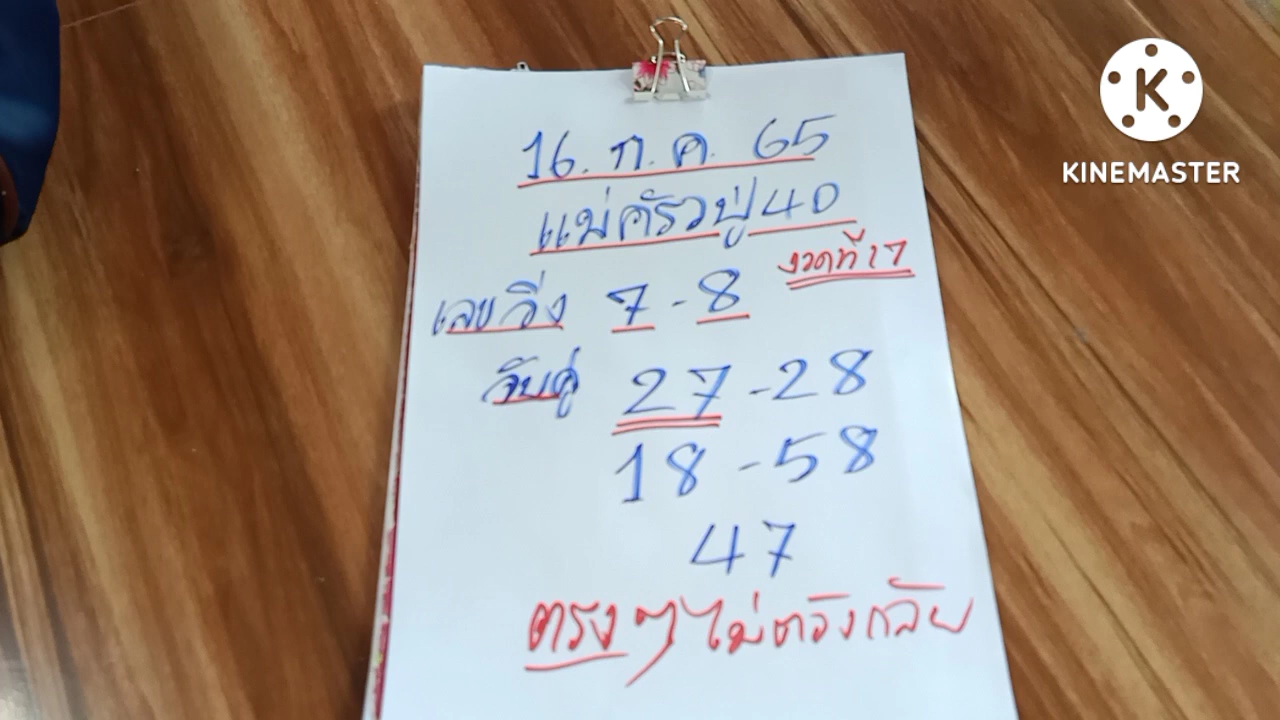 16. ก.ค. 65
แม่ครัวปู่40
งวดที่ 17
เลขวิ่ง 7-8
จับคู่ 27-28
18-58
47
ตรงๆ ไม่ตรงกลับ
K
KINEMASTER